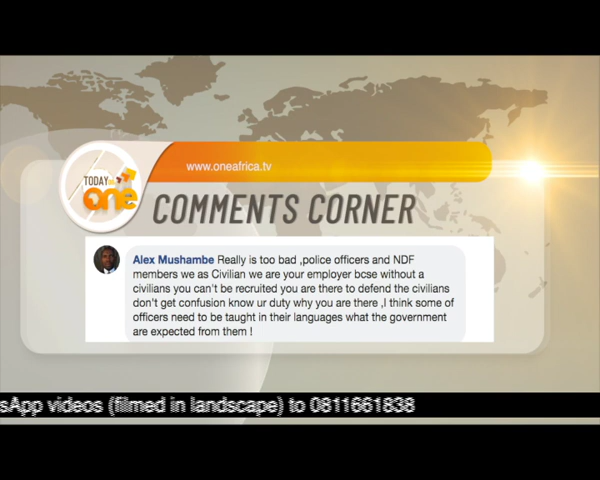 www.oneafrica.tv
TODAY on
one
COMMENTS CORNER
Alex Mushambe Really is too bad ,police officers and NDF
members we as Civilian we are your employer bcse without a
civilians you can't be recruited you are there to defend the civilians
don't get confusion know ur duty why you are there ,I think some of
officers need to be taught in their languages what the government
are expected from them !
sApp videos (filmed in landscape) to 0811661838